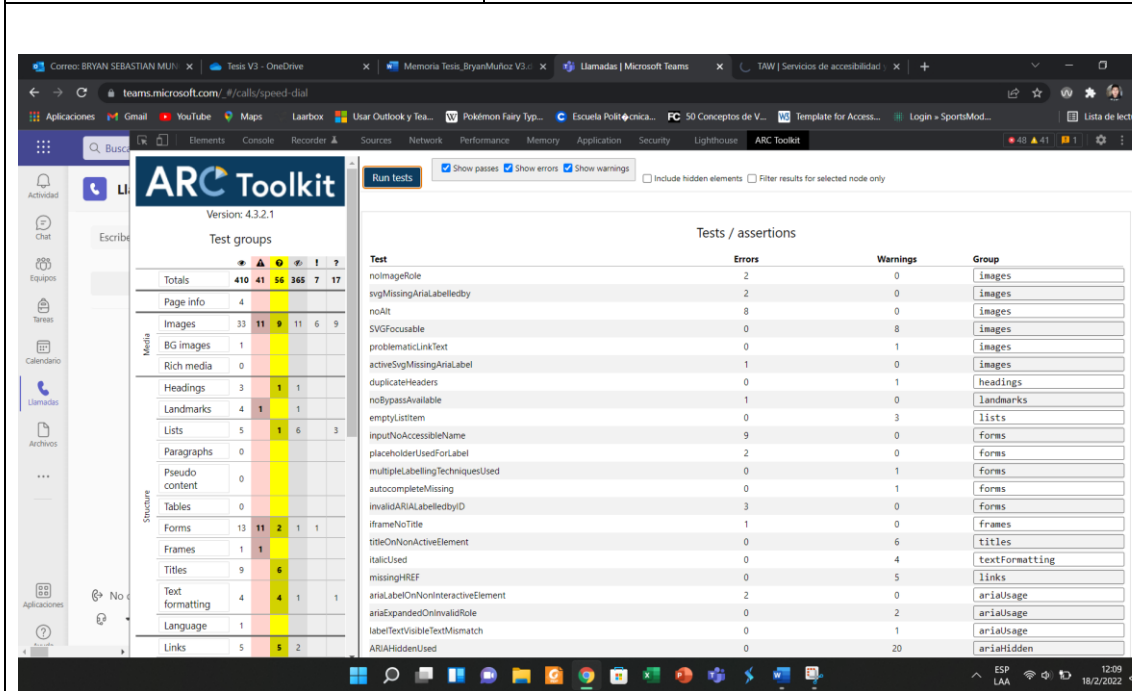 Correo: BRYAN SEBASTIAN MUN
Tesis V3 - OneDrive
Memoria Tesis_BryanMuñoz V3.d
Llamadas | Microsoft Teams
TAW | Servicios de accesibilidad
teams.microsoft.com/_#/calls/speed-dial
Aplicaciones Gmail YouTube Maps Laarbox Usar Outlook y Tea... Pokémon Fairy Typ... Escuela Polit�cnica... FC 50 Conceptos de V... Template for Access... Login » SportsMod... Lista de lect
Elements Console Recorder Sources Network Performance Memory Application Security Lighthouse ARC Toolkit 48 41 1
Busca
Actividad
Chat
Equipos
Tareas
Calendario
Llamadas
Archivos
Aplicaciones
Ll
Escribe
No
ARC Toolkit
Version: 4.3.2.1
Test groups
! ?
Totals 410 41 56 365 7 17
Page info 4
Media
Images 33 11 9 11 6 9
BG images 1
Rich media 0
Structure
Headings 3 1 1
Landmarks 4 1 1
Lists 5 1 6 3
Paragraphs 0
Pseudo
content 0
Tables 0
Forms 13 11 2 1 1
Frames 1 1
Titles 9 6
Text
formatting 4 4 1 1
Language 1
Links 5 5 2
Run tests Show passes Show errors Show warnings Include hidden elements Filter results for selected node only
Tests / assertions
Test Errors Warnings Group
noImageRole 2 0 images
svgMissingAriaLabelledby 2 0 images
noAlt 8 0 images
SVGFocusable 0 8 images
problematicLinkText 0 1 images
activeSvgMissingAriaLabel 1 0 images
duplicateHeaders 0 1 headings
noBypassAvailable 1 0 landmarks
emptyListItem 0 3 lists
inputNoAccessibleName 9 0 forms
placeholderUsedForLabel 2 0 forms
multipleLabellingTechniquesUsed 0 1 forms
autocompleteMissing 0 1 forms
invalidARIALabelledbyID 3 0 forms
iframeNoTitle 1 0 frames
titleOnNonActiveElement 0 6 titles
italicUsed 0 4 textFormatting
missingHREF 0 5 links
ariaLabelOnNonInteractiveElement 2 0 ariaUsage
ariaExpandedOnInvalidRole 0 2 ariaUsage
labelTextVisibleTextMismatch 0 1 ariaUsage
ARIAHiddenUsed 0 20 ariaHidden
ESP
LAA
12:09
18/2/2022